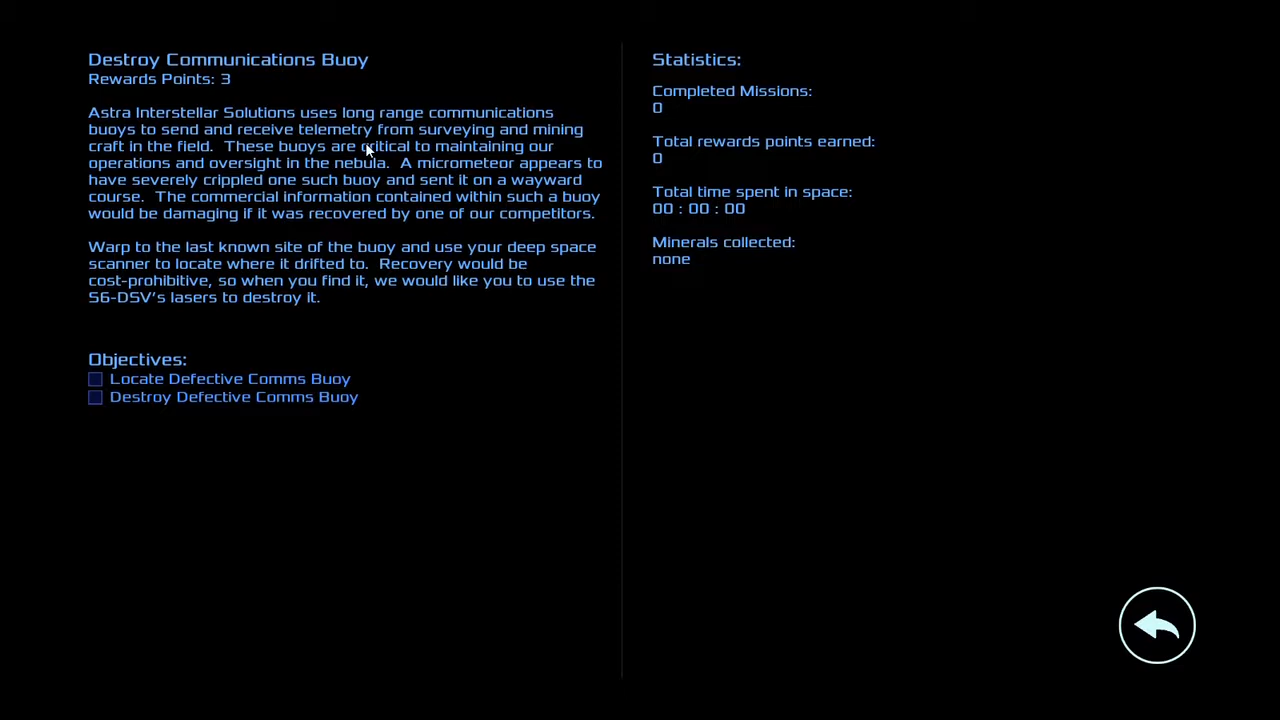 Destroy Communications Buoy
Rewards Points: 3
Astra Interstellar Solutions uses long range communications
buoys to send and receive telemetry from surveying and mining
craft in the field.  These buoys are critical to maintaining our
operations and oversight in the nebula.  A micrometeor appears to
have severely crippled one such buoy and sent it on a wayward
course.  The commercial information contained within such a buoy
would be damaging if it was recovered by one of our competitors.
Warp to the last known site of the buoy and use your deep space
scanner to locate where it drifted to.  Recovery would be
cost-prohibitive, so when you find it, we would like you to use the
S6-DSV's lasers to destroy it.
Objectives:
Locate Defective Comms Buoy
Destroy Defective Comms Buoy
Statistics:
Completed Missions:
0
Total rewards points earned:
0
Total time spent in space:
00 : 00 : 00
Minerals collected:
none